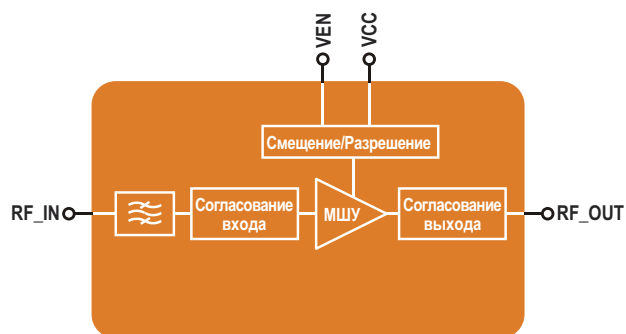 VEN
VCC
Смещение/Разрешение
RF_IN
Согласование
входа
МШУ
Согласование
выхода
RF_OUT